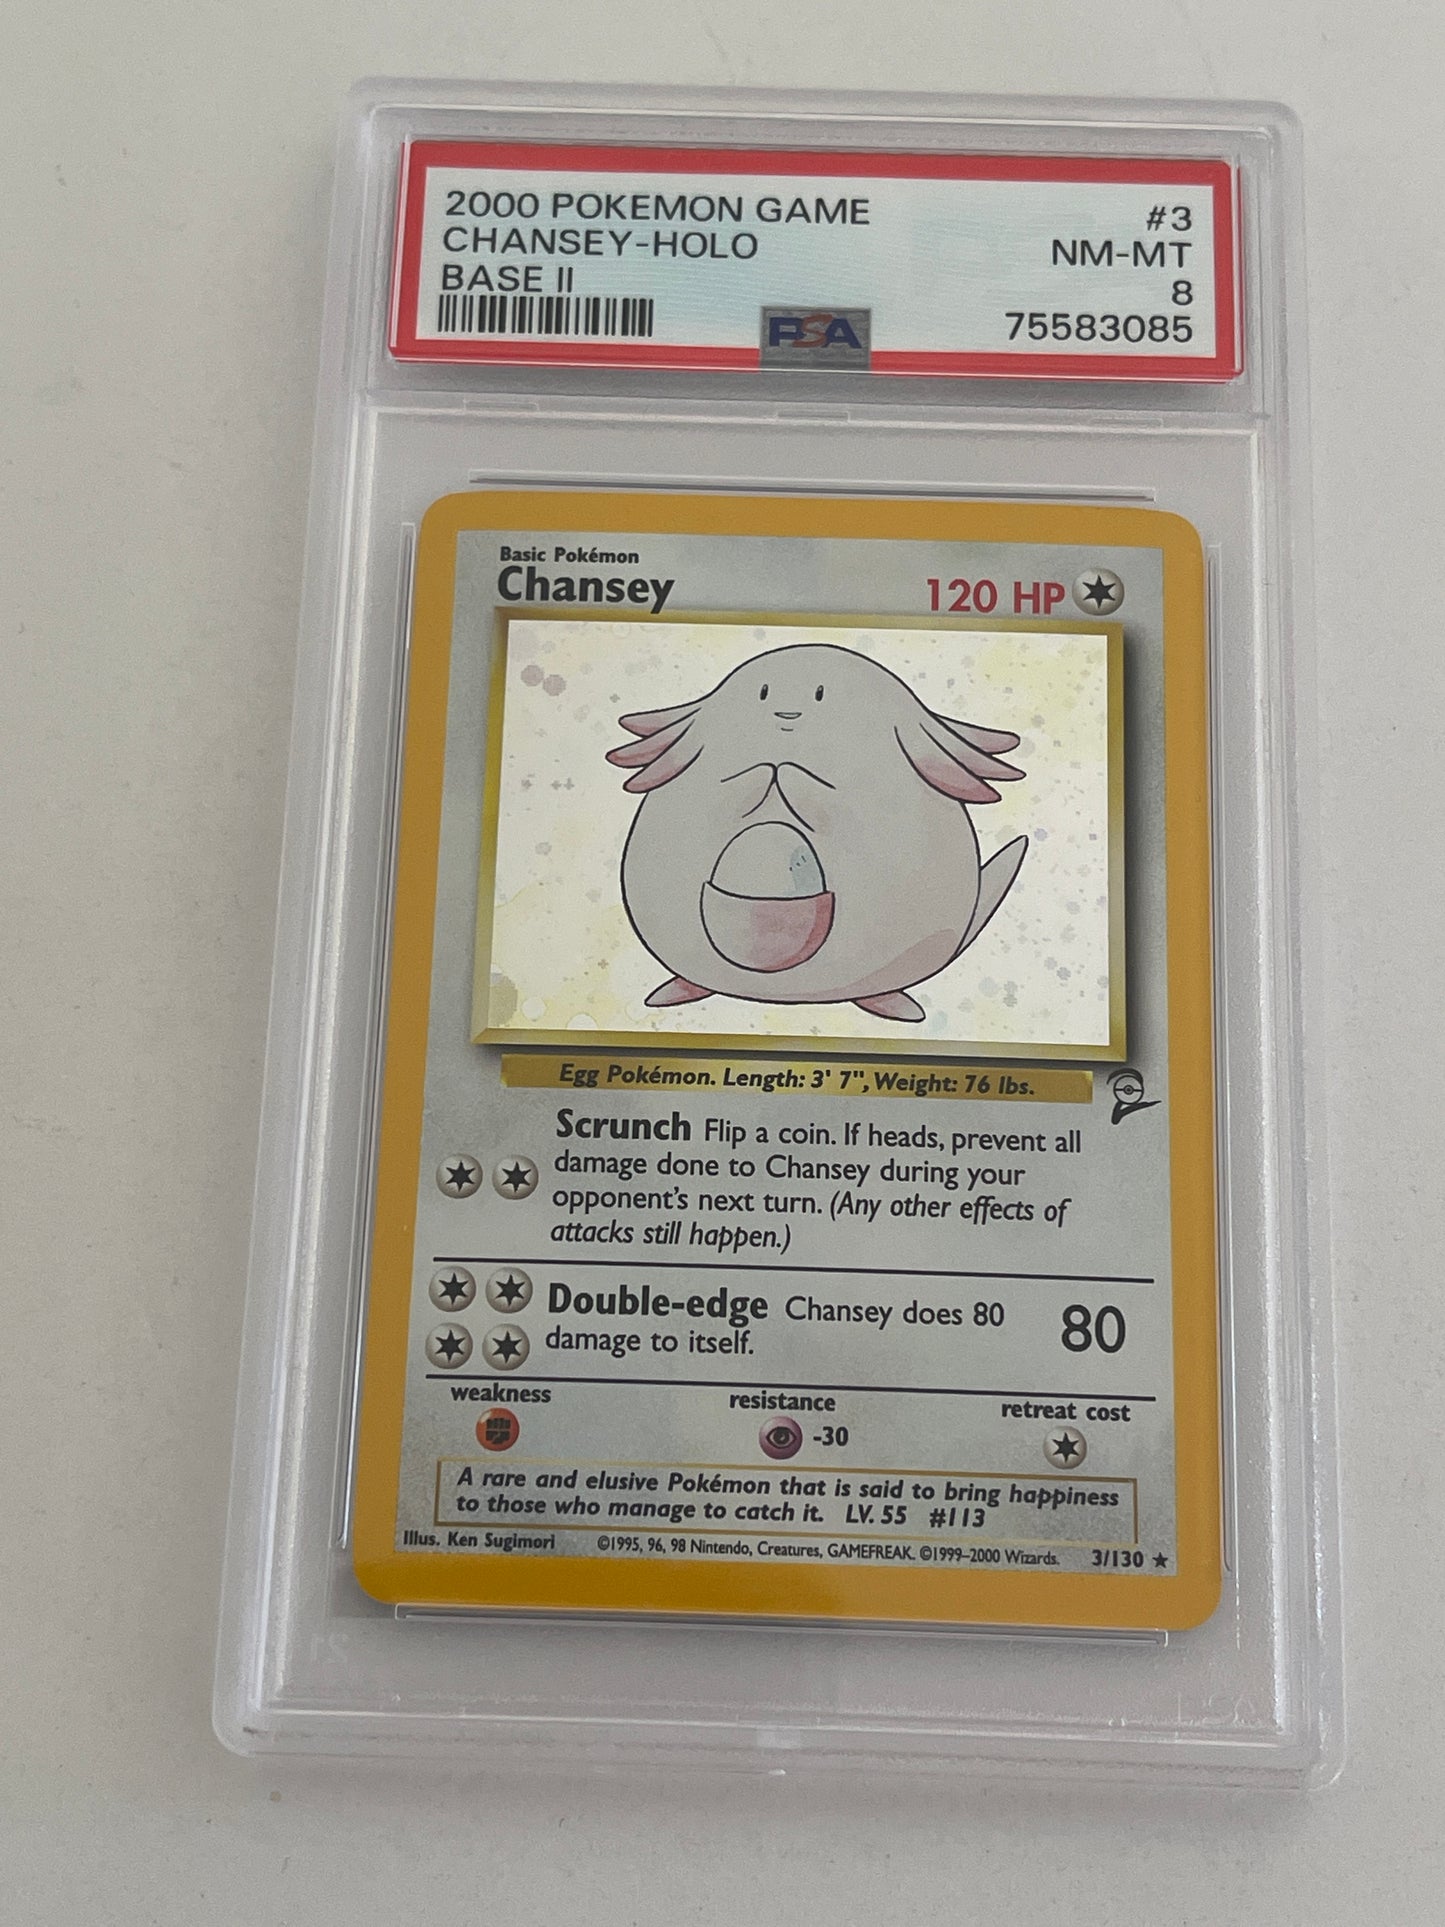 2000 POKEMON GAME #3
CHANSEY-HOLO NM-MT
BASE II 8
75583085
PSA
Basic Pokémon
Chansey 120 HP
Egg Pokémon. Length: 3' 7", Weight: 76 lbs.
Scrunch Flip a coin. If heads, prevent all
damage done to Chansey during your
opponent's next turn. (Any other effects of
attacks still happen.)
Double-edge Chansey does 80 80
damage to itself.
weakness resistance retreat cost
-30
A rare and elusive Pokémon that is said to bring happiness
to those who manage to catch it. LV. 55 #113
Illus. Ken Sugimori ©1995, 96, 98 Nintendo, Creatures, GAMEFREAK. ©1999–2000 Wizards. 3/130 ★